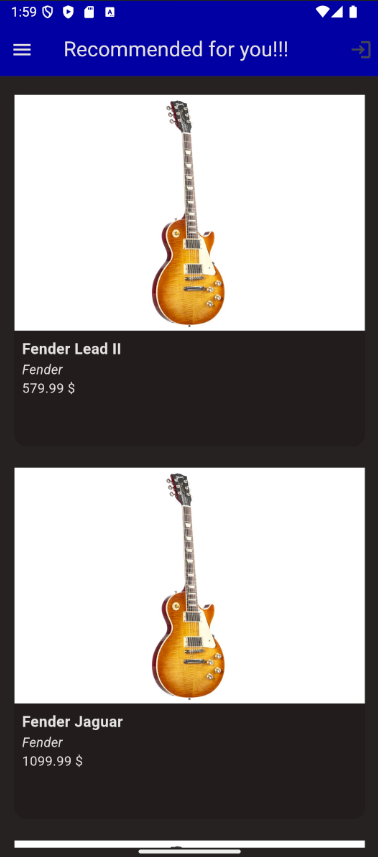 1:59
Recommended for you!!!
Fender Lead II
Fender
579.99 $
Fender Jaguar
Fender
1099.99 $